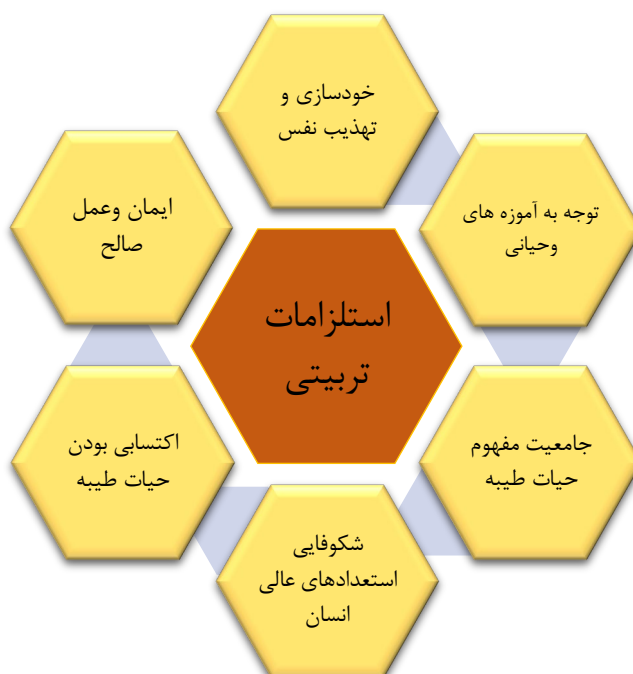 خودسازی و
تهذیب نفس
توجه به آموزه های
وحیانی
جامعیت مفهوم
حیات طیبه
شکوفایی
استعدادهای عالی
انسان
اکتسابی بودن
حیات طیبه
ایمان وعمل
صالح
استلزامات
تربیتی